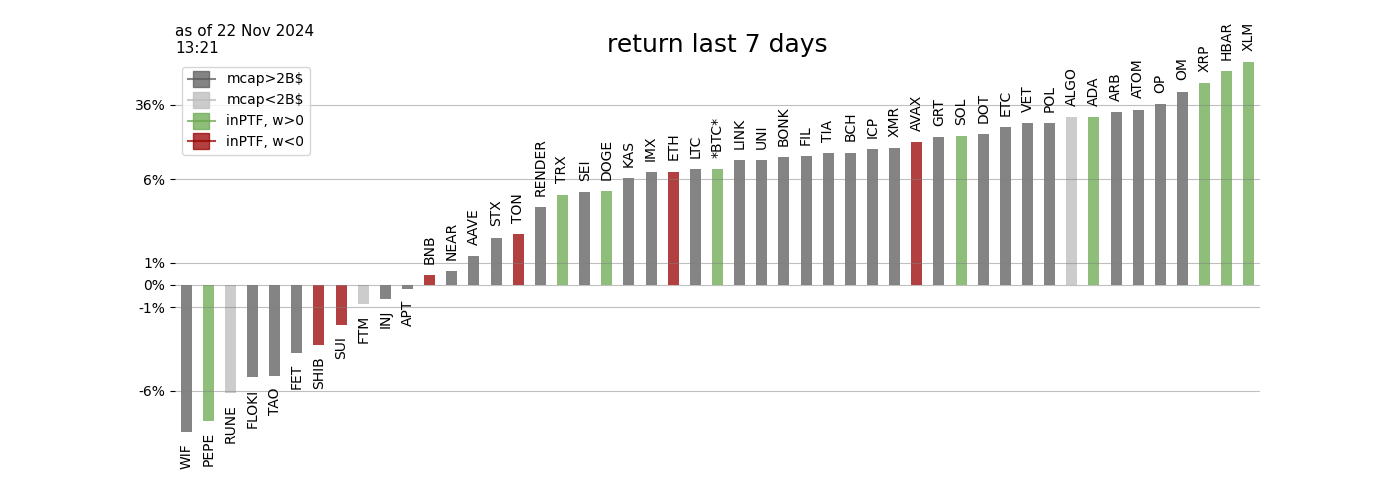 as of 22 Nov 2024
13:21
return last 7 days
mcap>2B$
mcap<2B$
inPTF, w>0
inPTF, w<0
36%
6%
1%
0%
-1%
-6%
WIF
PEPE
RUNE
FLOKI
TAO
FET
SHIB
SUI
FTM
INJ
APT
BNB
NEAR
AAVE
STX
TON
RENDER
TRX
SEI
DOGE
KAS
IMX
ETH
LTC
*BTC*
LINK
UNI
BONK
FIL
TIA
BCH
ICP
XMR
AVAX
GRT
SOL
DOT
ETC
VET
POL
ALGO
ADA
ARB
ATOM
OP
OM
XRP
HBAR
XLM